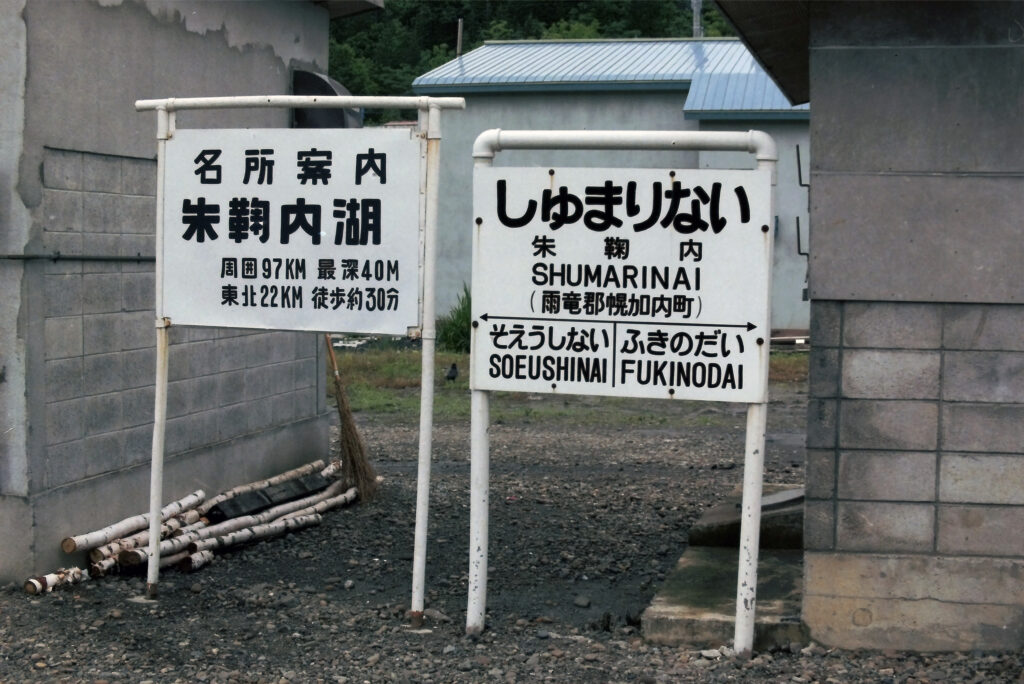 名所案内
朱鞠内湖
周囲97KM 最深40M
東北22KM 徒歩約30分
しゅまりない
朱鞠内
SHUMARINAI
(雨竜郡幌加内町)
そえうしない ふきのだい
SOEUSHINAI FUKINODAI